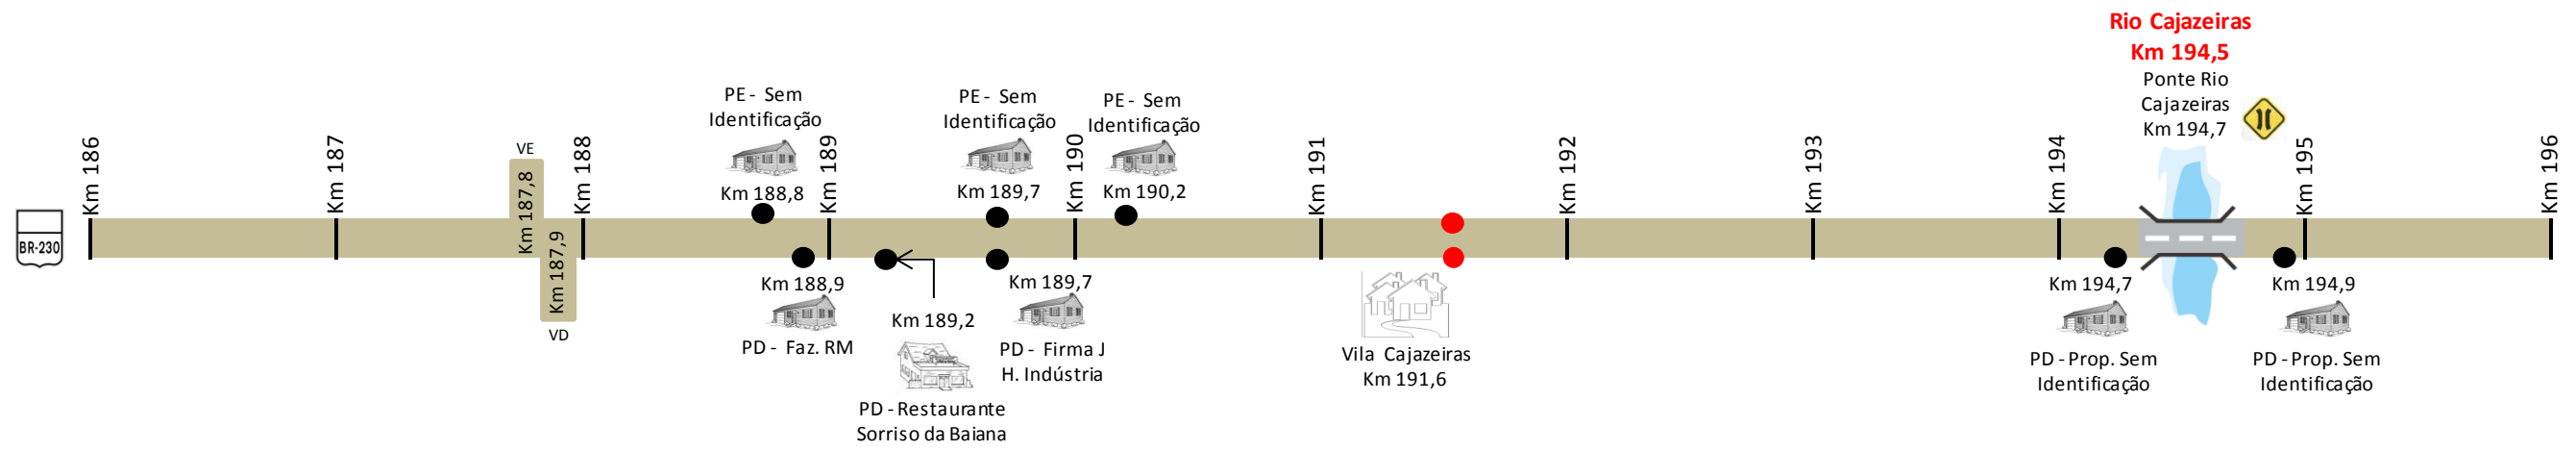 BR-230
Km 186
Km 187
VE
Km 187,8
Km 187,9
VD
Km 188
PE - Sem
Identificação
Km 188,8
Km 189
Km 188,9
PD - Faz. RM
Km 189,2
PD - Restaurante
Sorriso da Baiana
PE - Sem
Identificação
Km 189,7
Km 189,7
PD - Firma J
H. Indústria
Km 190
PE - Sem
Identificação
Km 190,2
Km 191
Vila Cajazeiras
Km 191,6
Km 192
Km 193
Km 194
Rio Cajazeiras
Km 194,5
Ponte Rio
Cajazeiras
Km 194,7
Km 194,7
PD - Prop. Sem
Identificação
Km 195
Km 194,9
PD - Prop. Sem
Identificação
Km 196